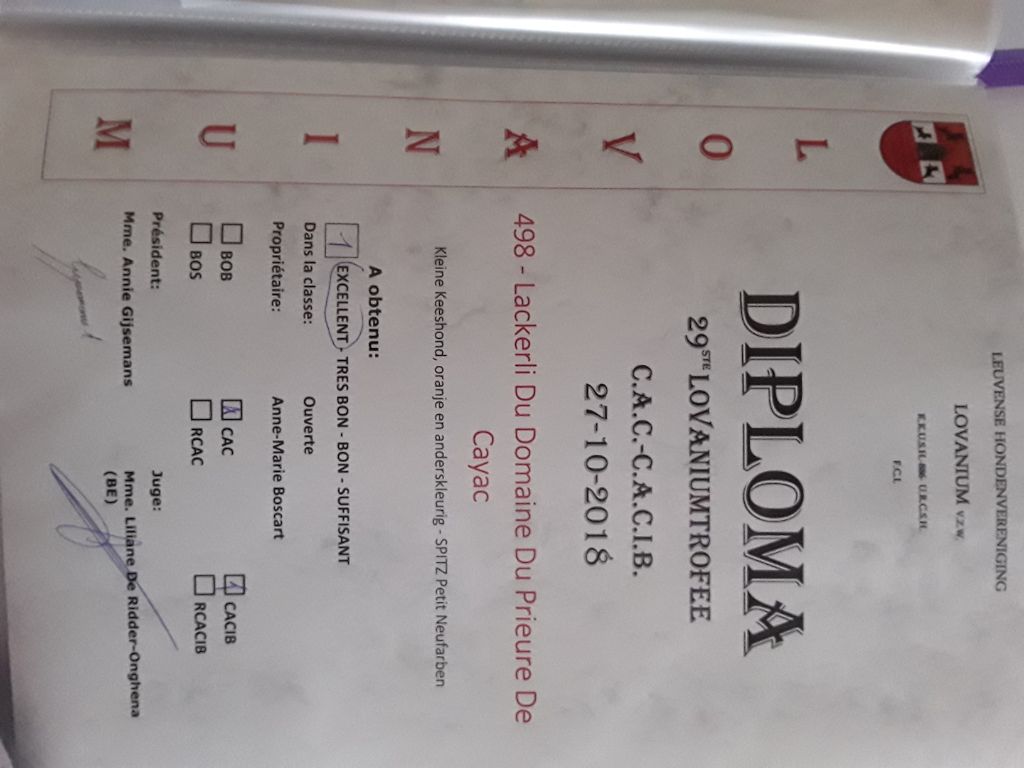 LEUVENSE HONDENVERENIGING
LOVANIUM v.z.w.
K.K.U.S.H. 886 U.R.C.S.H.
F.C.I.
LOVANIUM
DIPLOMA
29STE LOVANIUMTROFEE
C.A.C.-C.A.C.I.B.
27-10-2018
498 - Lackerli Du Domaine Du Prieure De
Cayac
Kleine Keeshond, oranje en anderskleurig - SPITZ Petit Neufarben
A obtenu:
1 EXCELLENT - TRES BON - BON - SUFFISANT
Dans la classe: Ouverte
Propriétaire: Anne-Marie Boscart
BOB CAC CACIB
BOS RCAC RCACIB
Président: Juge:
Mme. Annie Gijsemans Mme. Liliane De Ridder-Onghena
(BE)